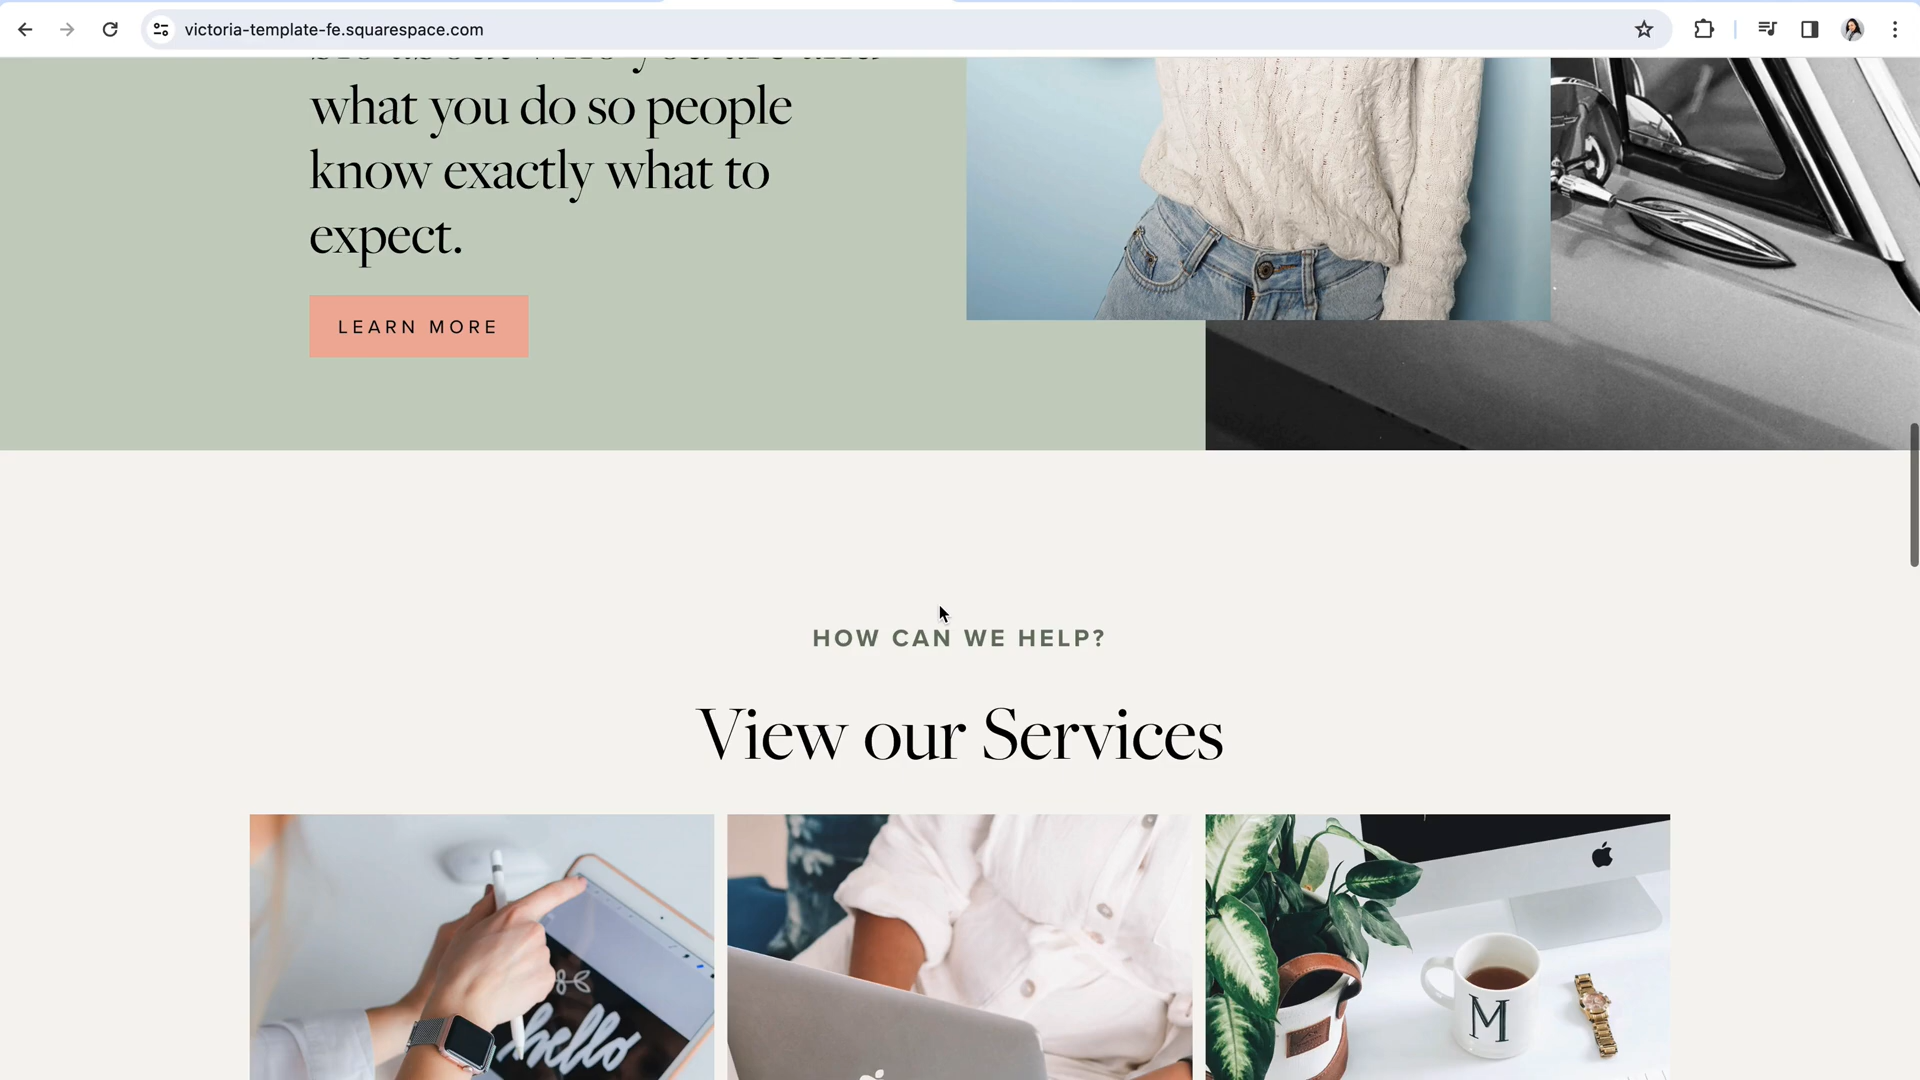 victoria-template-fe.squarespace.com
what you do so people
know exactly what to
expect.
LEARN MORE
HOW CAN WE HELP?
View our Services
hello
M